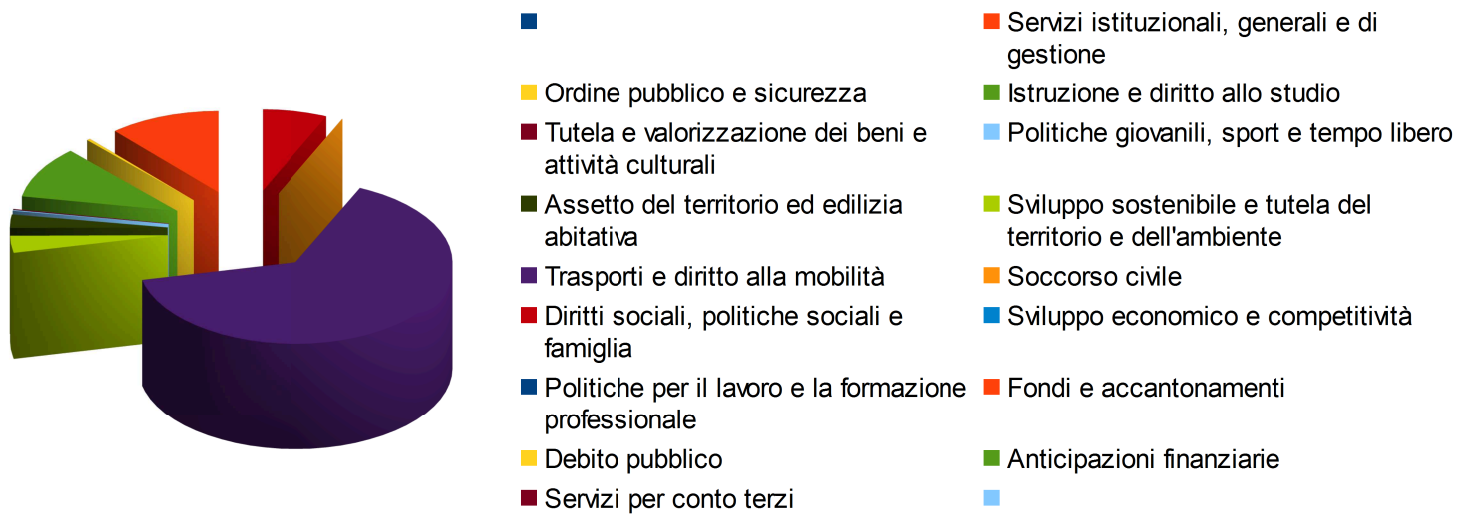 Servizi istituzionali, generali e di
gestione
Ordine pubblico e sicurezza
Istruzione e diritto allo studio
Tutela e valorizzazione dei beni e
attività culturali
Politiche giovanili, sport e tempo libero
Assetto del territorio ed edilizia
abitativa
Sviluppo sostenibile e tutela del
territorio e dell'ambiente
Trasporti e diritto alla mobilità
Soccorso civile
Diritti sociali, politiche sociali e
famiglia
Sviluppo economico e competitività
Politiche per il lavoro e la formazione
professionale
Fondi e accantonamenti
Debito pubblico
Anticipazioni finanziarie
Servizi per conto terzi